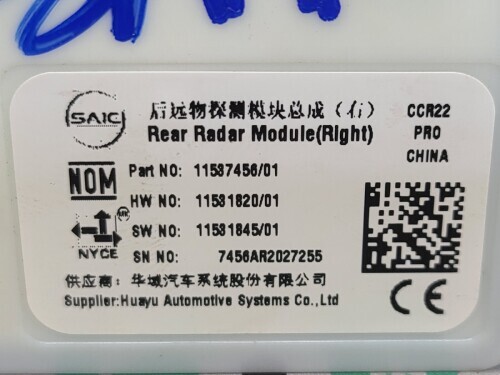 SAIC
后远物探测模块总成（右）
Rear Radar Module(Right)
CCR22
PRO
CHINA
NOM
Part NO: 11587456/01
HW NO: 11531820/01
SW NO: 11531845/01
NYCE
SN NO: 7456AR2027255
供应商：华域汽车系统股份有限公司
Supplier:Huayu Automotive Systems Co.,Ltd
CE